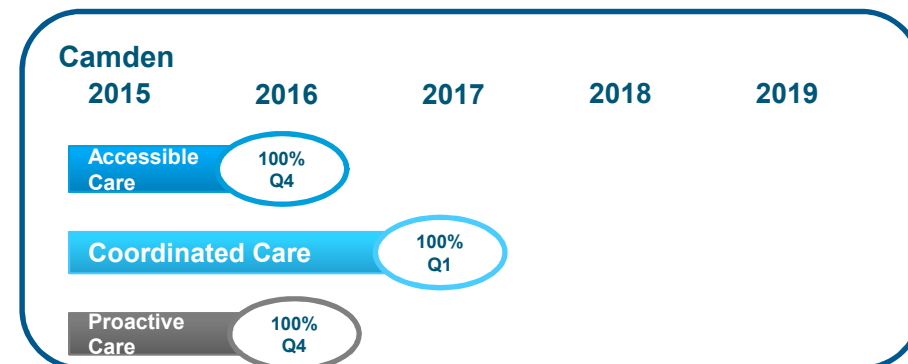 Camden
2015 2016 2017 2018 2019
Accessible
Care
100%
Q4
Coordinated Care
100%
Q1
Proactive
Care
100%
Q4